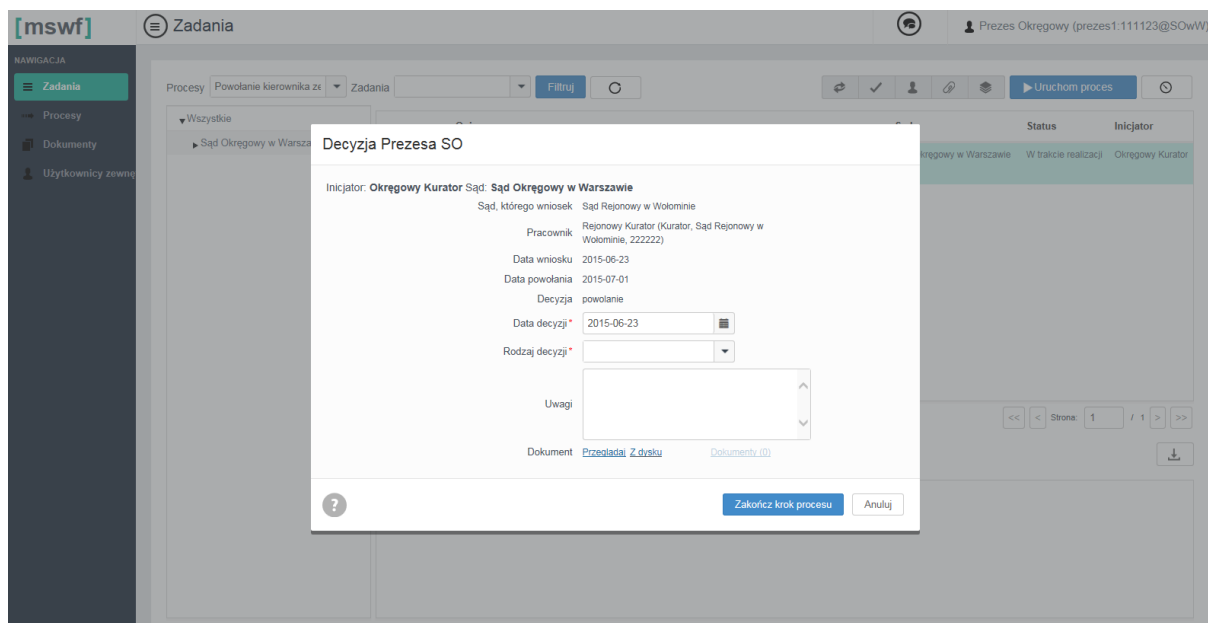 [mswf]
Zadania
Prezes Okręgowy (prezes1:111123@SOwW)
NAWIGACJA
Zadania
Procesy
Dokumenty
Użytkownicy zewnę
Procesy Powołanie kierownika ze Zadania Filtruj Uruchom proces
Wszystkie
Sąd Okręgowy w Warsza
Status Inicjator
kręgowy w Warszawie W trakcie realizacji Okręgowy Kurator
Decyzja Prezesa SO
Inicjator: Okręgowy Kurator Sąd: Sąd Okręgowy w Warszawie
Sąd, którego wniosek Sąd Rejonowy w Wołominie
Pracownik Rejonowy Kurator (Kurator, Sąd Rejonowy w
Wołominie, 222222)
Data wniosku 2015-06-23
Data powołania 2015-07-01
Decyzja powolanie
Data decyzji* 2015-06-23
Rodzaj decyzji*
Uwagi
Dokument Przegladaj Z dysku Dokumenty (0)
? Zakończ krok procesu Anuluj
<< < Strona: 1 / 1 > >>